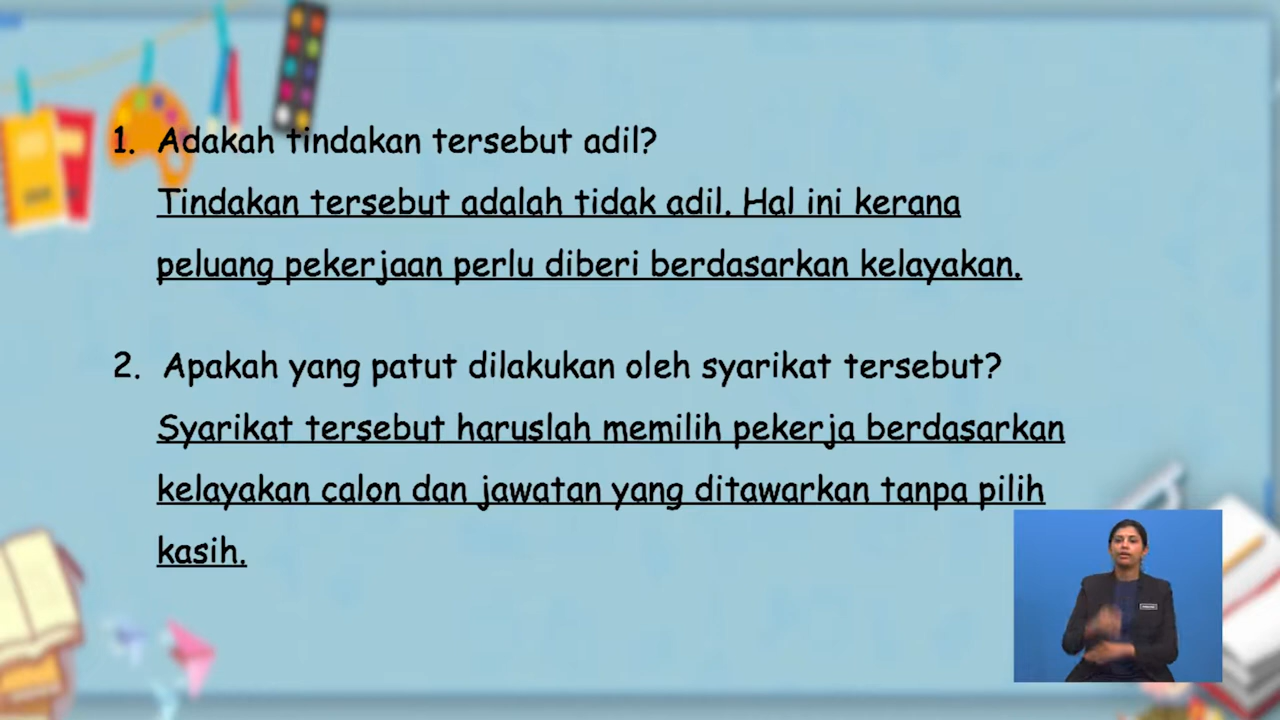 1. Adakah tindakan tersebut adil?
Tindakan tersebut adalah tidak adil. Hal ini kerana
peluang pekerjaan perlu diberi berdasarkan kelayakan.
2. Apakah yang patut dilakukan oleh syarikat tersebut?
Syarikat tersebut haruslah memilih pekerja berdasarkan
kelayakan calon dan jawatan yang ditawarkan tanpa pilih
kasih.